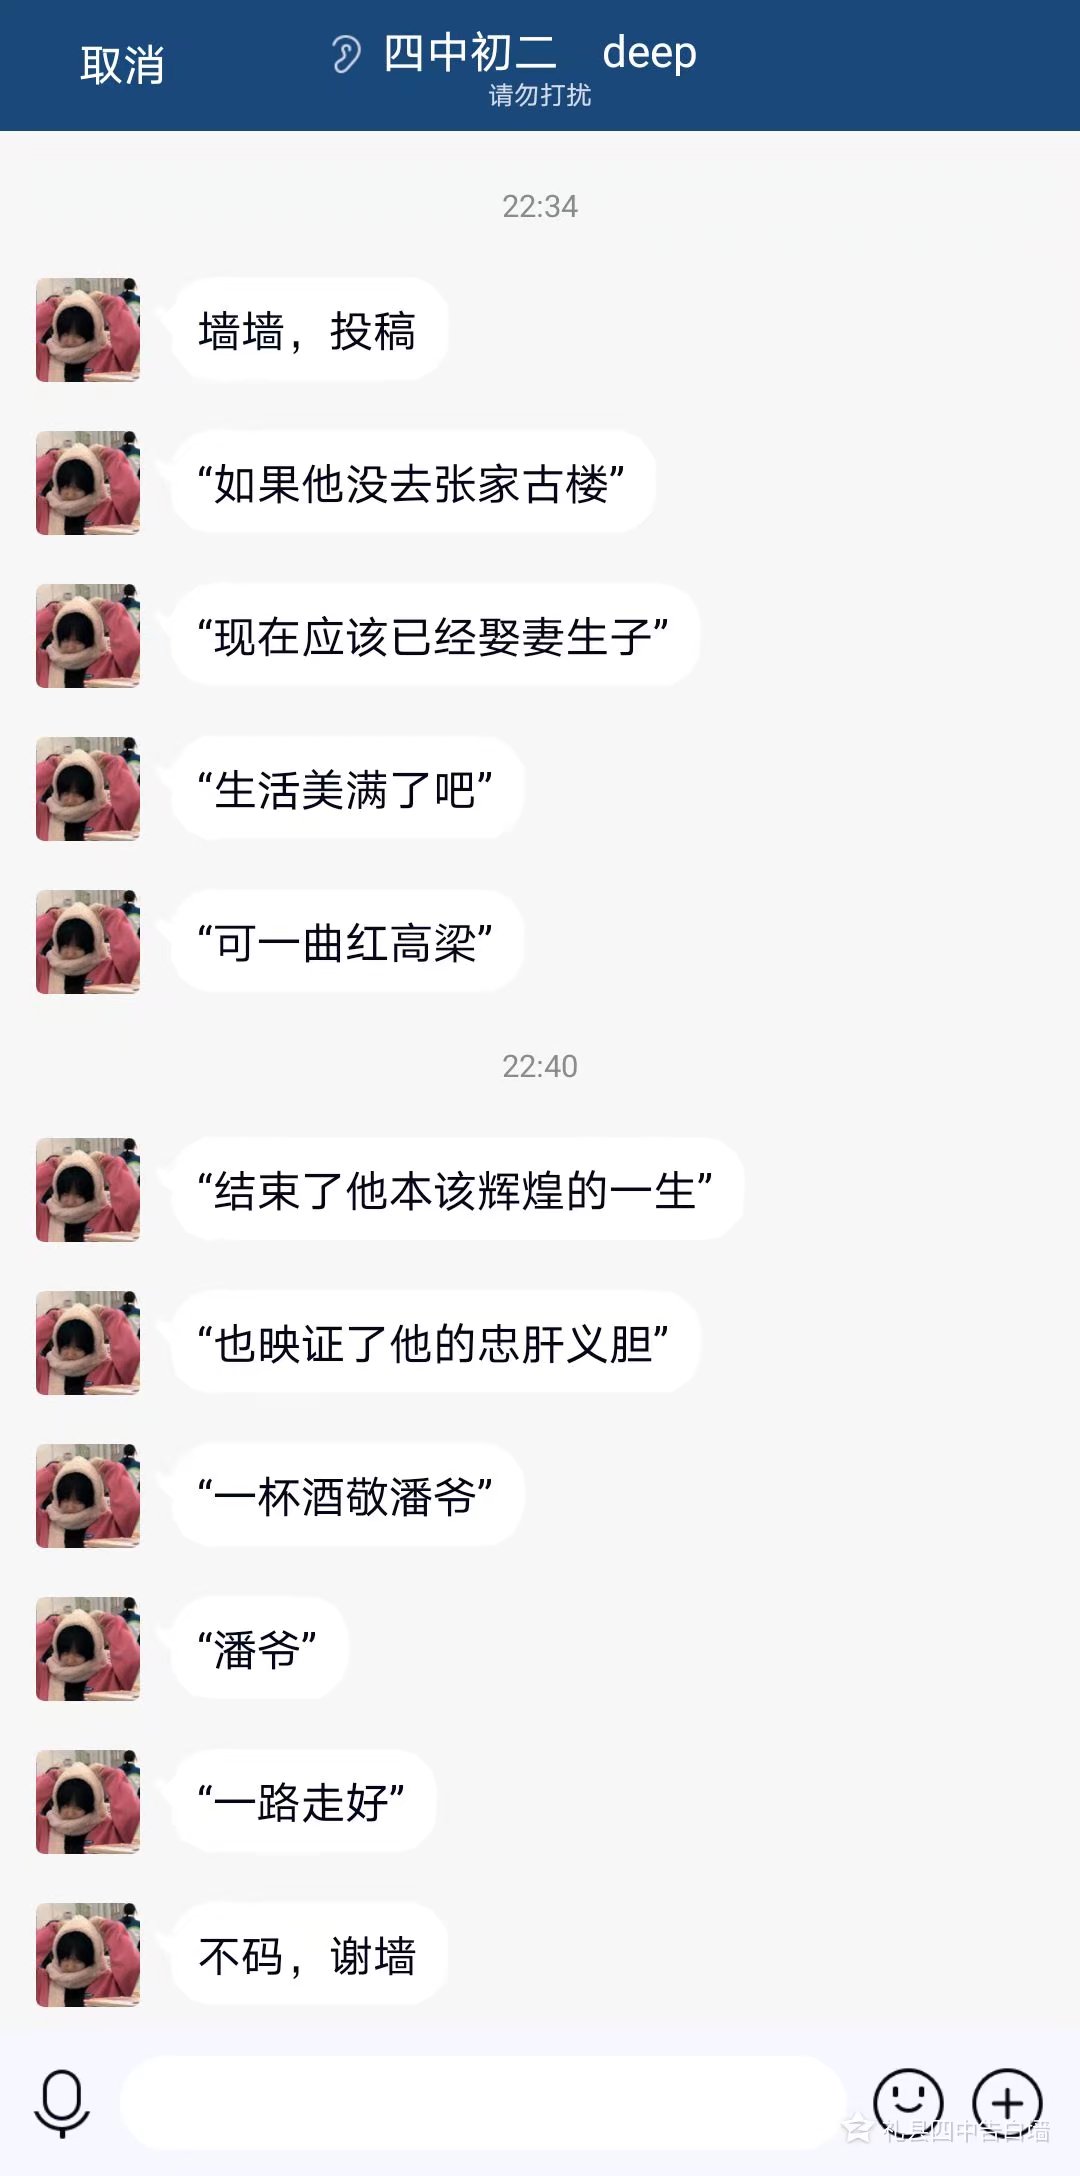 取消
四中初二 deep
请勿打扰
22:34
墙墙，投稿
“如果他没去张家古楼”
“现在应该已经娶妻生子”
“生活美满了吧”
“可一曲红高粱”
22:40
“结束了他本该辉煌的一生”
“也映证了他的忠肝义胆”
“一杯酒敬潘爷”
“潘爷”
“一路走好”
不码，谢墙
礼县四中告白墙